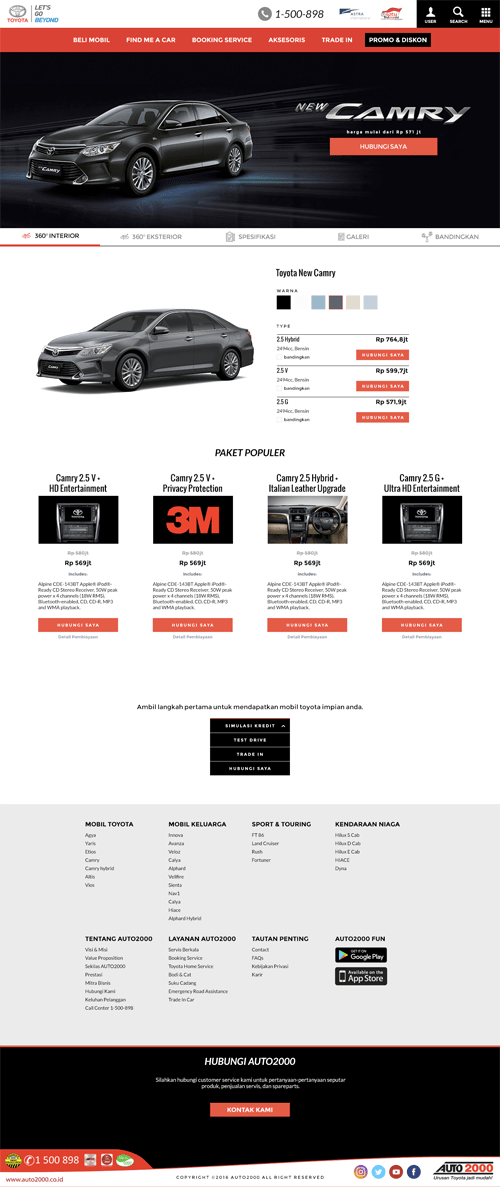 TOYOTA
LET'S
GO
BEYOND
1-500-898
ASTRA
USER
SEARCH
MENU
BELI MOBIL
FIND ME A CAR
BOOKING SERVICE
AKSESORIS
TRADE IN
PROMO & DISKON
NEW CAMRY
harga mulai dari Rp 571 jt
HUBUNGI SAYA
360° INTERIOR
360° EKSTERIOR
SPESIFIKASI
GALERI
BANDINGKAN
Toyota New Camry
WARNA
TYPE
2.5 Hybrid
Rp 764,8jt
2494cc, Bensin
bandingkan
HUBUNGI SAYA
2.5 V
Rp 599.7jt
2494cc, Bensin
bandingkan
HUBUNGI SAYA
2.5 G
Rp 571,9jt
2494cc, Bensin
bandingkan
HUBUNGI SAYA
CAMRY
PAKET POPULER
Camry 2.5 V +
HD Entertainment
Rp 580jt
Rp 569jt
Includes:
Alpine CDE-143BT Apple® iPod®-
Ready CD Stereo Receiver, 50W peak
power x 4 channels (18W RMS),
Bluetooth-enabled, CD, CD-R, MP3
and WMA playback.
HUBUNGI SAYA
Detail Pembiayaan
Camry 2.5 V +
Privacy Protection
3M
Rp 580jt
Rp 569jt
Includes:
Alpine CDE-143BT Apple® iPod®-
Ready CD Stereo Receiver, 50W peak
power x 4 channels (18W RMS),
Bluetooth-enabled, CD, CD-R, MP3
and WMA playback.
HUBUNGI SAYA
Detail Pembiayaan
Camry 2.5 Hybrid +
Italian Leather Upgrade
Rp 580jt
Rp 569jt
Includes:
Alpine CDE-143BT Apple® iPod®-
Ready CD Stereo Receiver, 50W peak
power x 4 channels (18W RMS),
Bluetooth-enabled, CD, CD-R, MP3
and WMA playback.
HUBUNGI SAYA
Detail Pembiayaan
Camry 2.5 G +
Ultra HD Entertainment
Rp 580jt
Rp 569jt
Includes:
Alpine CDE-143BT Apple® iPod®-
Ready CD Stereo Receiver, 50W peak
power x 4 channels (18W RMS),
Bluetooth-enabled, CD, CD-R, MP3
and WMA playback.
HUBUNGI SAYA
Detail Pembiayaan
Ambil langkah pertama untuk mendapatkan mobil toyota impian anda.
SIMULASI KREDIT
TEST DRIVE
TRADE IN
HUBUNGI SAYA
MOBIL TOYOTA
Agya
Yaris
Etios
Camry
Camry hybrid
Altis
Vios
MOBIL KELUARGA
Innova
Avanza
Veloz
Calya
Alphard
Vellfire
Sienta
Nav1
Calya
Hiace
Alphard Hybrid
SPORT & TOURING
FT 86
Land Cruiser
Rush
Fortuner
KENDARAAN NIAGA
Hilux S Cab
Hilux D Cab
Hilux E Cab
HIACE
Dyna
TENTANG AUTO2000
Visi & Misi
Value Proposition
Sekilas AUTO2000
Prestasi
Mitra Bisnis
Hubungi Kami
Keluhan Pelanggan
Call Center 1-500-898
LAYANAN AUTO2000
Servis Berkala
Booking Service
Toyota Home Service
Bodi & Cat
Suku Cadang
Emergency Road Assistance
Trade in Car
TAUTAN PENTING
Contact
FAQs
Kebijakan Privasi
Karir
AUTO2000 FUN
GET IT ON
Google Play
Available on the
App Store
HUBUNGI AUTO2000
Silahkan hubungi customer service kami untuk pertanyaan-pertanyaan seputar
produk, penjualan servis, dan spareparts.
KONTAK KAMI
1 500 898
www.auto2000.co.id
COPYRIGHT ©2016 AUTO2000 ALL RIGHT RESERVED
AUTO 2000
Urusan Toyota jadi mudah!